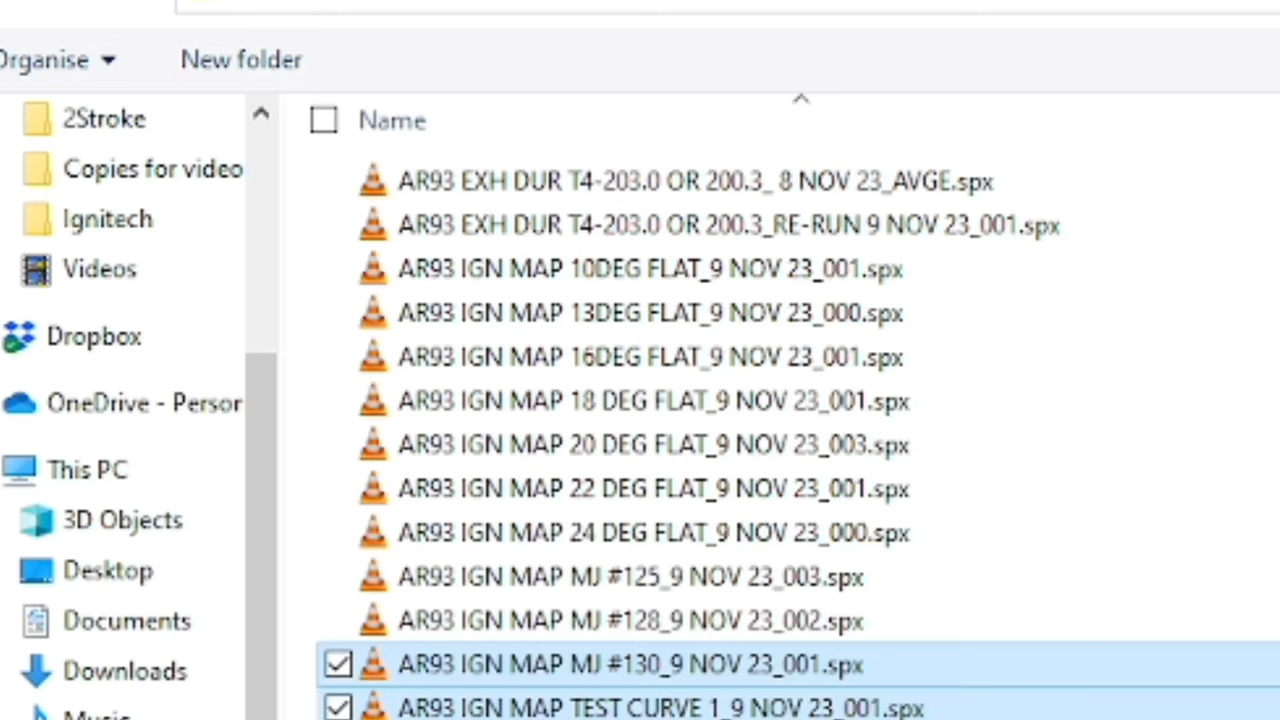 Organise
New folder
2Stroke
Copies for video
Ignitech
Videos
Dropbox
OneDrive - Person
This PC
3D Objects
Desktop
Documents
Downloads
Music
Name
AR93 EXH DUR T4-203.0 OR 200.3_ 8 NOV 23_AVGE.spx
AR93 EXH DUR T4-203.0 OR 200.3_RE-RUN 9 NOV 23_001.spx
AR93 IGN MAP 10DEG FLAT_9 NOV 23_001.spx
AR93 IGN MAP 13DEG FLAT_9 NOV 23_000.spx
AR93 IGN MAP 16DEG FLAT_9 NOV 23_001.spx
AR93 IGN MAP 18 DEG FLAT_9 NOV 23_001.spx
AR93 IGN MAP 20 DEG FLAT_9 NOV 23_003.spx
AR93 IGN MAP 22 DEG FLAT_9 NOV 23_001.spx
AR93 IGN MAP 24 DEG FLAT_9 NOV 23_000.spx
AR93 IGN MAP MJ #125_9 NOV 23_003.spx
AR93 IGN MAP MJ #128_9 NOV 23_002.spx
AR93 IGN MAP MJ #130_9 NOV 23_001.spx
AR93 IGN MAP TEST CURVE 1_9 NOV 23_001.spx